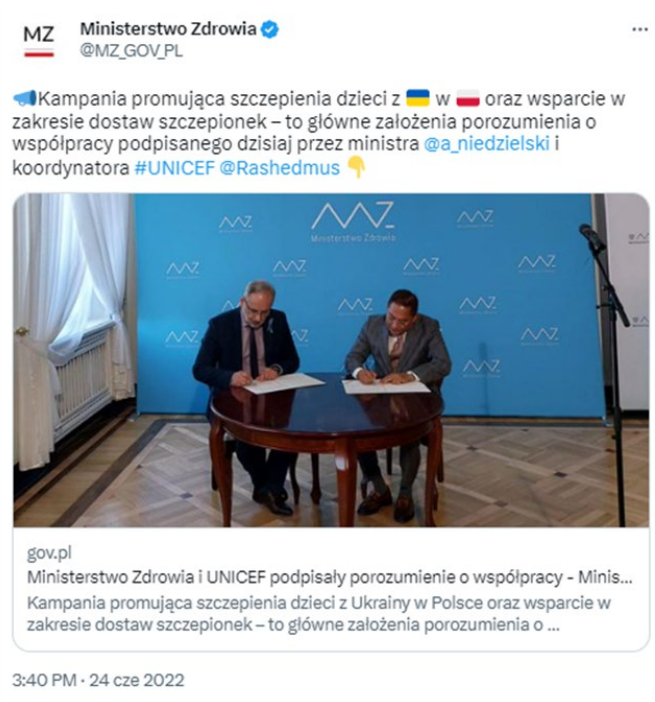 MZ
Ministerstwo Zdrowia
@MZ_GOV_PL
Kampania promująca szczepienia dzieci z 🇺🇦 w 🇵🇱 oraz wsparcie w
zakresie dostaw szczepionek – to główne założenia porozumienia o
współpracy podpisanego dzisiaj przez ministra @a_niedzielski i
koordynatora #UNICEF @Rashedmus 👇
MZ
Ministerstwo Zdrowia
gov.pl
Ministerstwo Zdrowia i UNICEF podpisały porozumienie o współpracy - Minis...
Kampania promująca szczepienia dzieci z Ukrainy w Polsce oraz wsparcie w
zakresie dostaw szczepionek – to główne założenia porozumienia o ...
3:40 PM · 24 cze 2022